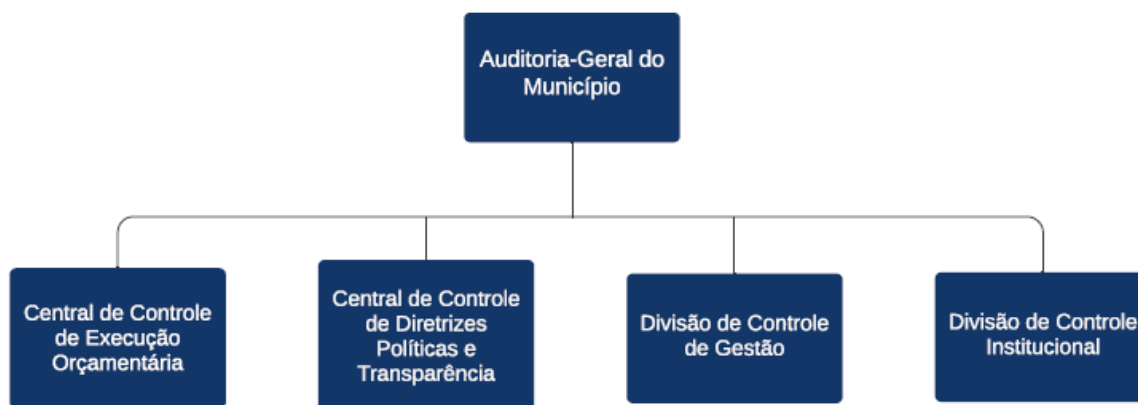 Auditoria-Geral do
Município
Central de Controle
de Execução
Orçamentária
Central de Controle
de Diretrizes
Políticas e
Transparência
Divisão de Controle
de Gestão
Divisão de Controle
Institucional